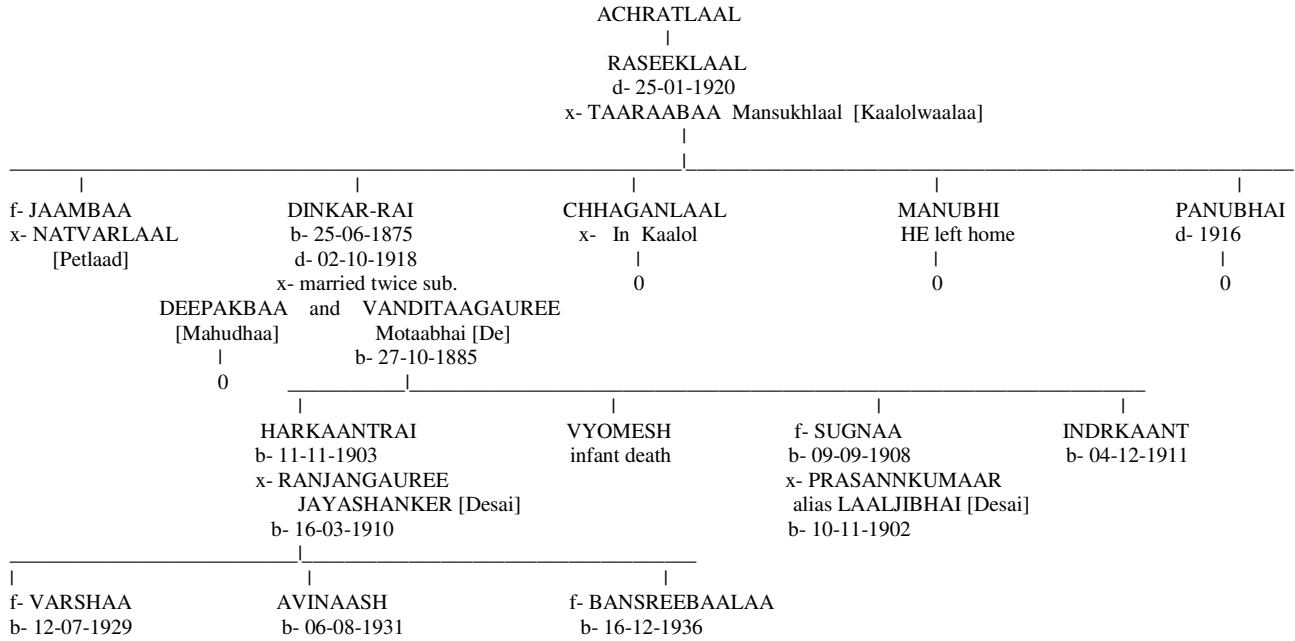 ACHRATLAAL
RASEEKLAAL
d- 25-01-1920
x- TAARAABAA Mansukhlaal [Kaalolwaalaa]
f- JAAMBAA DINKAR-RAI CHHAGANLAAL MANUBHI PANUBHAI
x- NATVARLAAL b- 25-06-1875 x- In Kaalol HE left home d- 1916
[Petlaad] d- 02-10-1918
x- married twice sub. 0 0 0
DEEPAKBAA and VANDITAAGAUREE
[Mahudhaa] Motaabhai [De]
b- 27-10-1885
0
HARKAANTRAI VYOMESH f- SUGNAA INDRKAANT
b- 11-11-1903 infant death b- 09-09-1908 b- 04-12-1911
x- RANJANGAUREE x- PRASANNKUMAAR
JAYASHANKER [Desai] alias LAALJIBHAI [Desai]
b- 16-03-1910 b- 10-11-1902
f- VARSHAA AVINAASH f- BANSREEBAALAA
b- 12-07-1929 b- 06-08-1931 b- 16-12-1936